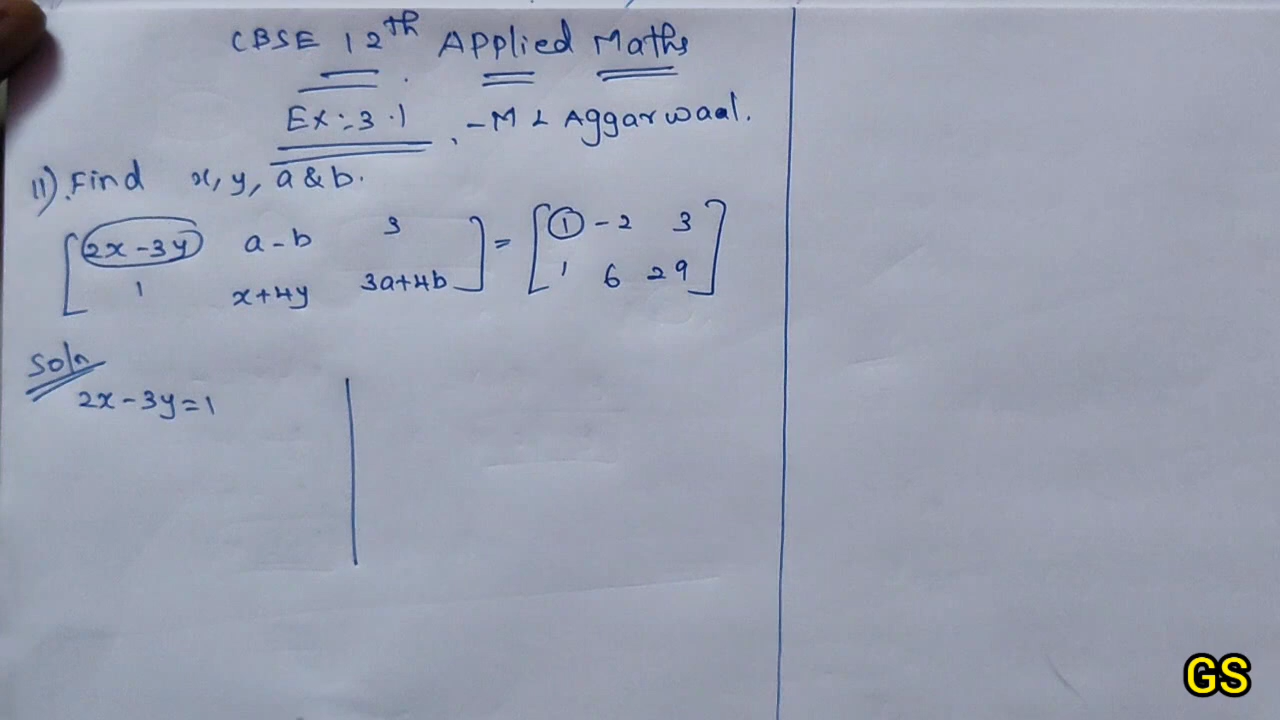 CBSE 12th Applied Maths
Ex:-3.1 - M L Aggarwaal.
11). Find x, y, a & b.
[2x-3y a-b 3] = [1 -2 3]
[1 x+4y 3a+4b] [1 6 29]
Soln
2x-3y=1
GS